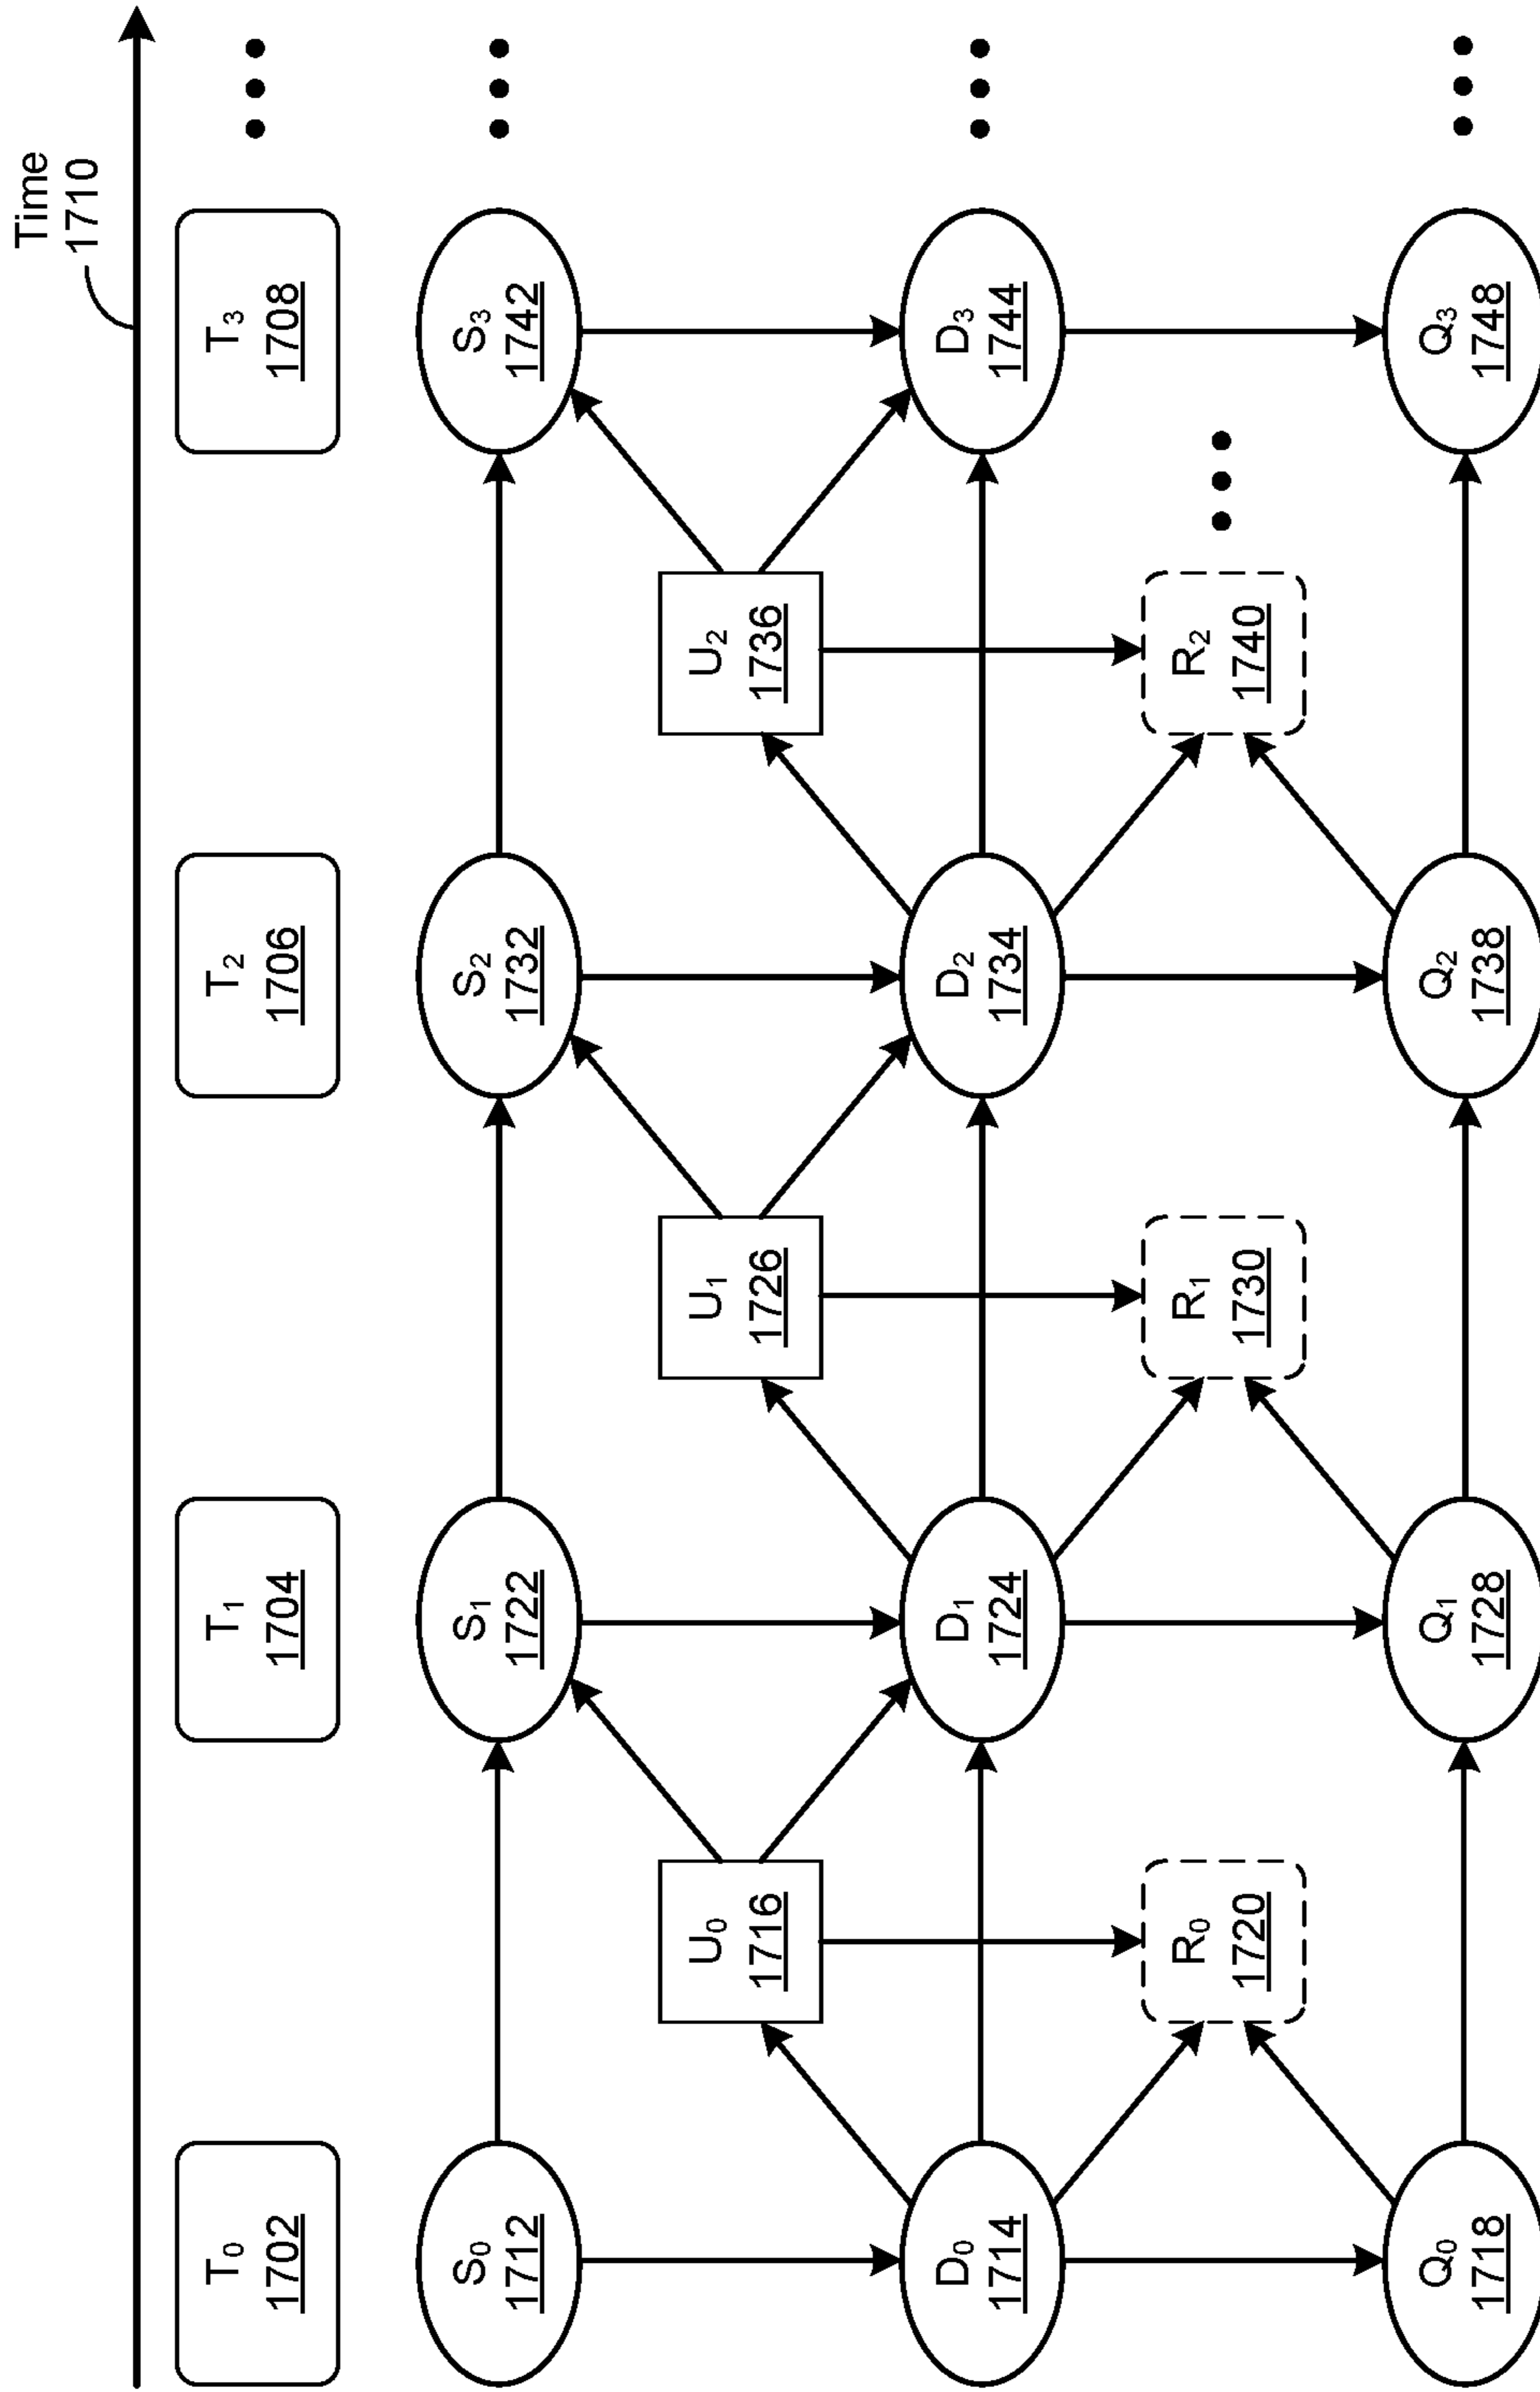 Time
1710
T0
1702
T1
1704
T2
1706
T3
1708
S0
1712
S1
1722
S2
1732
S3
1742
U0
1716
U1
1726
U2
1736
D0
1714
D1
1724
D2
1734
D3
1744
R0
1720
R1
1730
R2
1740
Q0
1718
Q1
1728
Q2
1738
Q3
1748